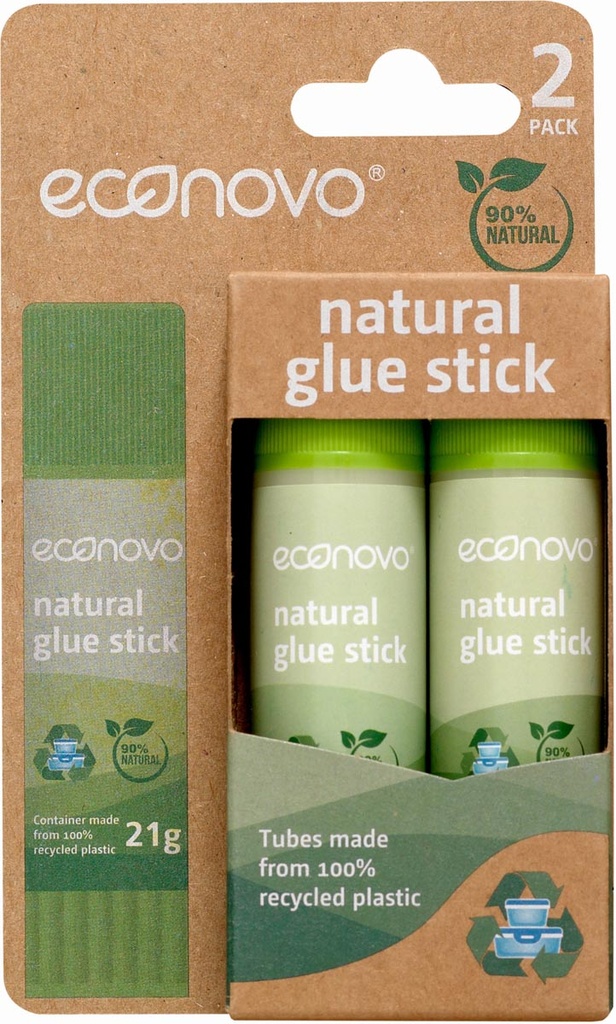 2
PACK
econovo®
90%
NATURAL
natural
glue stick
econovo
natural
glue stick
90%
NATURAL
Container made
from 100%
recycled plastic
21g
econovo®
natural
glue stick
econovo®
natural
glue stick
90%
Tubes made
from 100%
recycled plastic